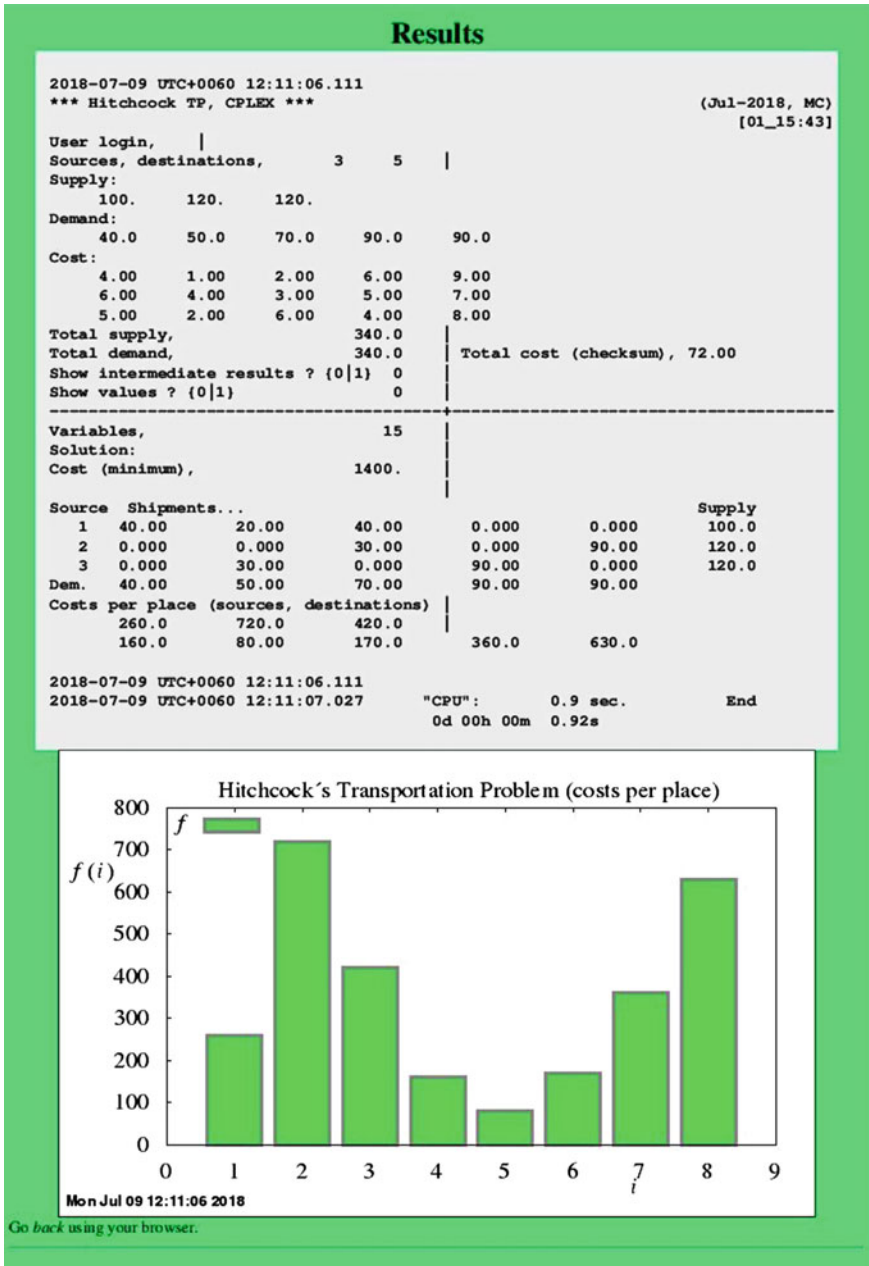 Results
2018-07-09 UTC+0060 12:11:06.111
*** Hitchcock TP, CPLEX *** (Jul-2018, MC)
[01_15:43]
User login, |
Sources, destinations, 3 5 |
Supply:
100. 120. 120.
Demand:
40.0 50.0 70.0 90.0 90.0
Cost:
4.00 1.00 2.00 6.00 9.00
6.00 4.00 3.00 5.00 7.00
5.00 2.00 6.00 4.00 8.00
Total supply, 340.0 |
Total demand, 340.0 | Total cost (checksum), 72.00
Show intermediate results ? {0|1} 0 |
Show values ? {0|1} 0 |
------------------------------------------+----------------------------------------
Variables, 15 |
Solution: |
Cost (minimum), 1400. |
|
Source Shipments... Supply
1 40.00 20.00 40.00 0.000 0.000 100.0
2 0.000 0.000 30.00 0.000 90.00 120.0
3 0.000 30.00 0.000 90.00 0.000 120.0
Dem. 40.00 50.00 70.00 90.00 90.00
Costs per place (sources, destinations) |
260.0 720.0 420.0 |
160.0 80.00 170.0 360.0 630.0
2018-07-09 UTC+0060 12:11:06.111
2018-07-09 UTC+0060 12:11:07.027 "CPU": 0.9 sec. End
0d 00h 00m 0.92s
Hitchcock´s Transportation Problem (costs per place)
f
f(i)
800
700
600
500
400
300
200
100
0
0 1 2 3 4 5 6 7 8 9
i
Mon Jul 09 12:11:06 2018
Go back using your browser.